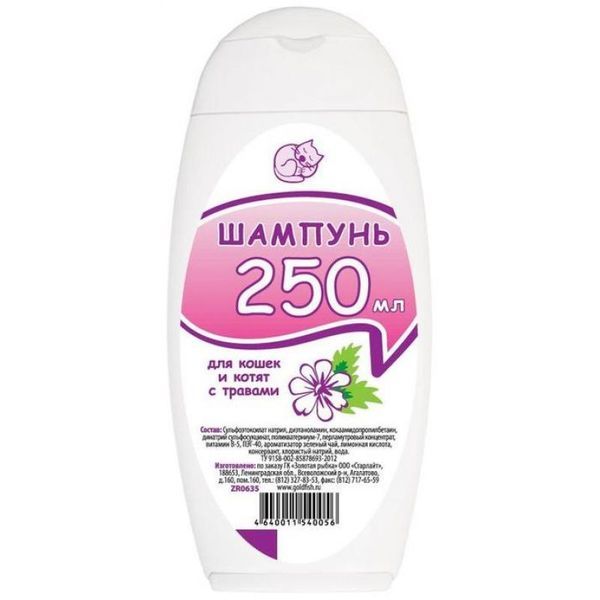 ШАМПУНЬ
250 мл
для кошек
и котят
с травами
Состав: Сульфоэтоксилат натрия, диэтаноламин, кокаамидопропилбетаин,
динатрий сульфосукцинат, поликватерниум-7, перламутровый концентрат,
витамин В-5, ПЭГ-40, ароматизатор зеленый чай, лимонная кислота,
консервант, хлористый натрий, вода.
ТУ 9158-002-85878693-2012
Изготовлено: по заказу ГК «Золотая рыбка» ООО «Старлайт»,
188653, Ленинградская обл., Всеволожский р-н, Агалатово,
д.160, пом.160, тел.: (812) 327-83-53, факс: (812) 717-65-59
ZR0635 www.goldfish.ru
4 640011 540056